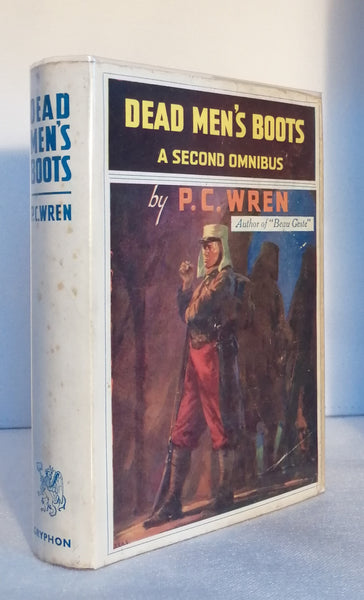 DEAD
MEN'S
BOOTS
P.C. WREN
GRYPHON
DEAD MEN'S BOOTS
A SECOND OMNIBUS
by P.C. WREN
Author of "Beau Geste"